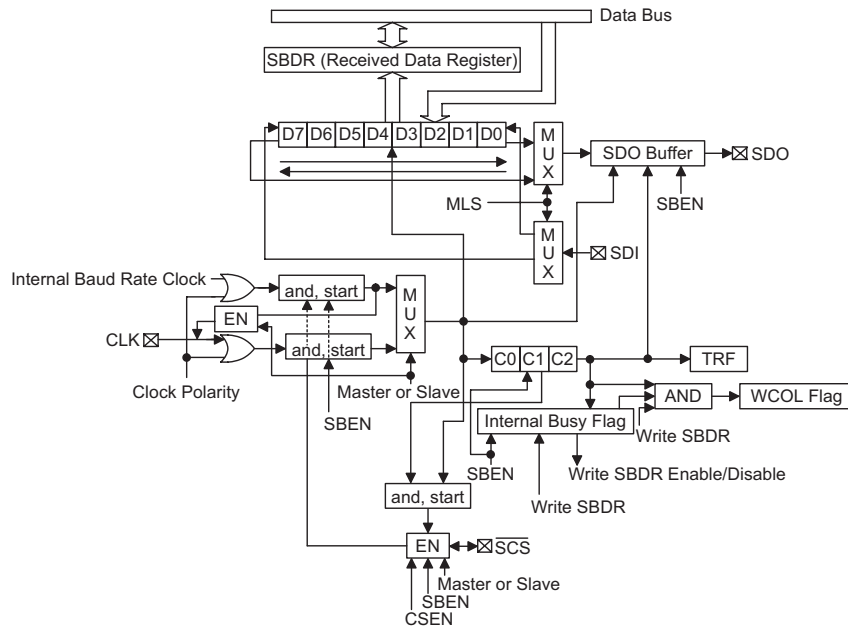 Data Bus
SBDR (Received Data Register)
D7 D6 D5 D4 D3 D2 D1 D0
M
U
X
SDO Buffer
SDO
SBEN
MLS
M
U
X
SDI
Internal Baud Rate Clock
and, start
M
U
X
EN
CLK
and, start
Clock Polarity
Master or Slave
SBEN
C0 C1 C2
TRF
AND
WCOL Flag
Internal Busy Flag
Write SBDR
SBEN
Write SBDR Enable/Disable
Write SBDR
and, start
EN
SCS
Master or Slave
SBEN
CSEN